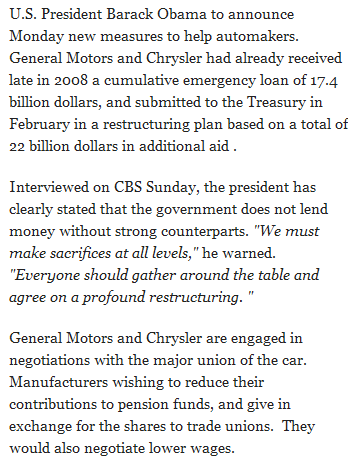 U.S. President Barack Obama to announce
Monday new measures to help automakers.
General Motors and Chrysler had already received
late in 2008 a cumulative emergency loan of 17.4
billion dollars, and submitted to the Treasury in
February in a restructuring plan based on a total of
22 billion dollars in additional aid .
Interviewed on CBS Sunday, the president has
clearly stated that the government does not lend
money without strong counterparts. "We must
make sacrifices at all levels," he warned.
"Everyone should gather around the table and
agree on a profound restructuring. "
General Motors and Chrysler are engaged in
negotiations with the major union of the car.
Manufacturers wishing to reduce their
contributions to pension funds, and give in
exchange for the shares to trade unions.  They
would also negotiate lower wages.